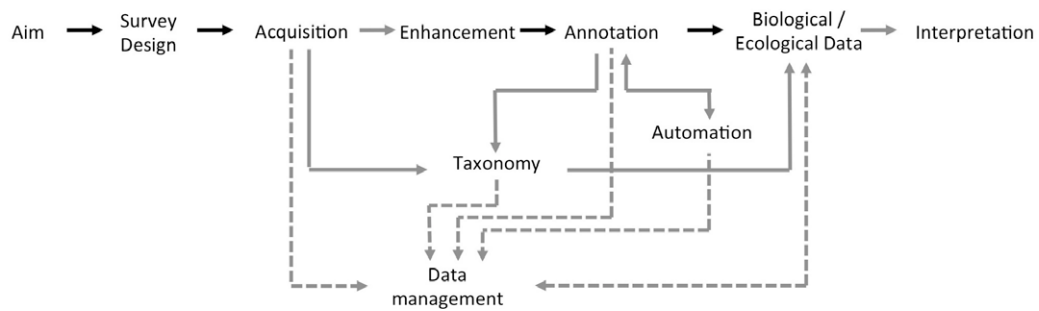 Aim
Survey
Design
Acquisition
Enhancement
Annotation
Biological /
Ecological Data
Interpretation
Automation
Taxonomy
Data
management